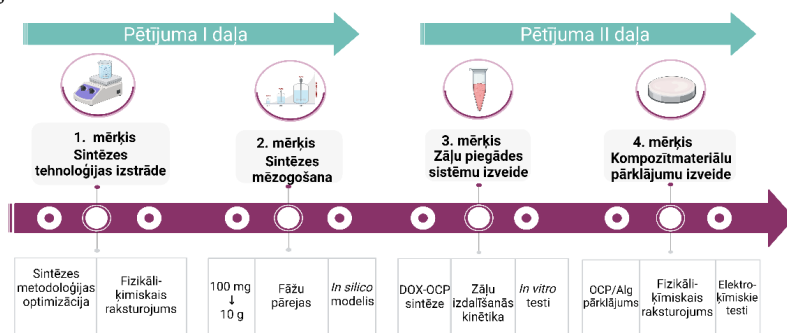 Pētījuma I daļa
Pētījuma II daļa
1. mērķis
Sintēzes
tehnoloģijas izstrāde
2. mērķis
Sintēzes
mēzogošana
3. mērķis
Zāļu piegādes
sistēmu izveide
4. mērķis
Kompozītmateriālu
pārklājumu izveide
Sintēzes
metodoloģijas
optimizācija
Fizikāli-
ķīmiskais
raksturojums
100 mg
↓
10 g
Fāžu
pārejas
In silico
modelis
DOX-OCP
sintēze
Zāļu
izdalīšanās
kinētika
In vitro
testi
OCP/Alg
pārklājums
Fizikāli-
ķīmiskais
raksturojums
Elektro-
ķīmiskie
testi